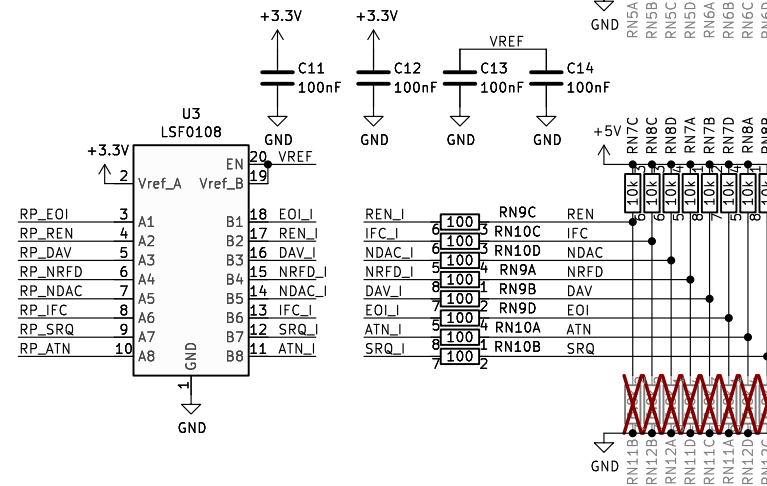 +3.3V
+3.3V
GND
RN5A
RN5B
RN5C
RN5D
RN6A
RN6B
RN6C
RN6D
VREF
C11
100nF
C12
100nF
C13
100nF
C14
100nF
GND
GND
GND
GND
U3
LSF0108
+3.3V
2 Vref_A
EN 20 VREF
Vref_B 19
RP_EOI 3 A1 B1 18 EOI_I
RP_REN 4 A2 B2 17 REN_I
RP_DAV 5 A3 B3 16 DAV_I
RP_NRFD 6 A4 B4 15 NRFD_I
RP_NDAC 7 A5 B5 14 NDAC_I
RP_IFC 8 A6 B6 13 IFC_I
RP_SRQ 9 A7 B7 12 SRQ_I
RP_ATN 10 A8 B8 11 ATN_I
GND
1
GND
REN_I 100 RN9C REN
6 3
IFC_I 100 RN10C IFC
6 3
NDAC_I 100 RN10D NDAC
5 4
NRFD_I 100 RN9A NRFD
8 1
DAV_I 100 RN9B DAV
7 2
EOI_I 100 RN9D EOI
5 4
ATN_I 100 RN10A ATN
8 1
SRQ_I 100 RN10B SRQ
7 2
+5V
RN7C
RN8C
RN8D
RN7A
RN7B
RN7D
RN8A
RN8B
10k
10k
10k
10k
10k
10k
10k
GND
RN11B
RN12B
RN12A
RN11D
RN11C
RN11A
RN12D
RN12C